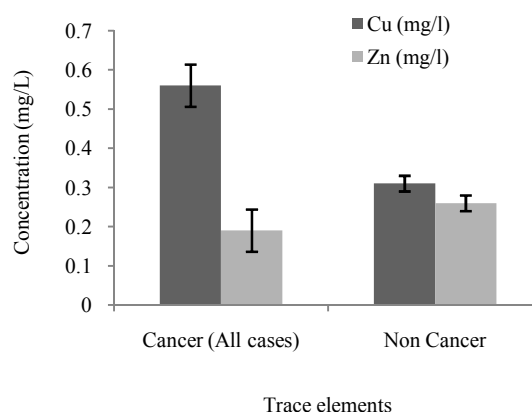 Cu (mg/l)
Zn (mg/l)
Concentration (mg/L)
0.7
0.6
0.5
0.4
0.3
0.2
0.1
0
Cancer (All cases)
Non Cancer
Trace elements